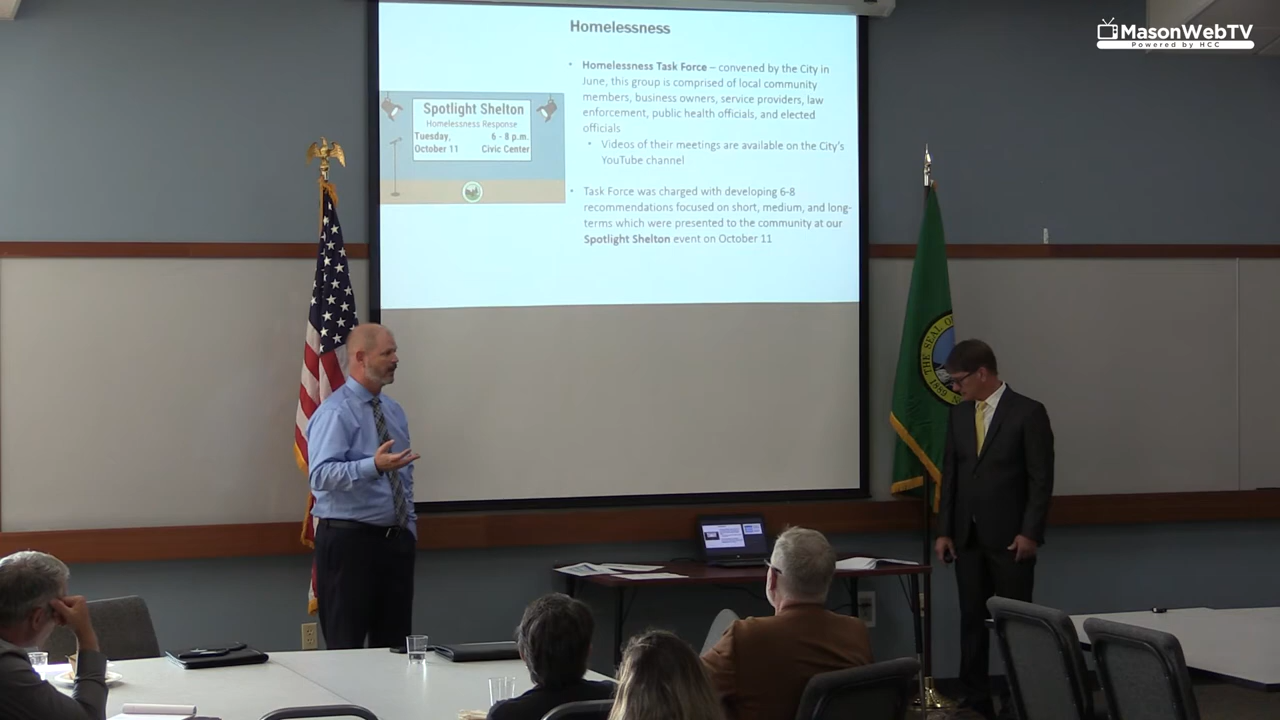 MasonWebTV
Powered by HCC
Homelessness
• Homelessness Task Force – convened by the City in
June, this group is comprised of local community
members, business owners, service providers, law
enforcement, public health officials, and elected
officials
• Videos of their meetings are available on the City's
YouTube channel
• Task Force was charged with developing 6-8
recommendations focused on short, medium, and long-
terms which were presented to the community at our
Spotlight Shelton event on October 11
Spotlight Shelton
Homelessness Response
Tuesday, 6 - 8 p.m.
October 11 Civic Center
THE SEAL OF
1889